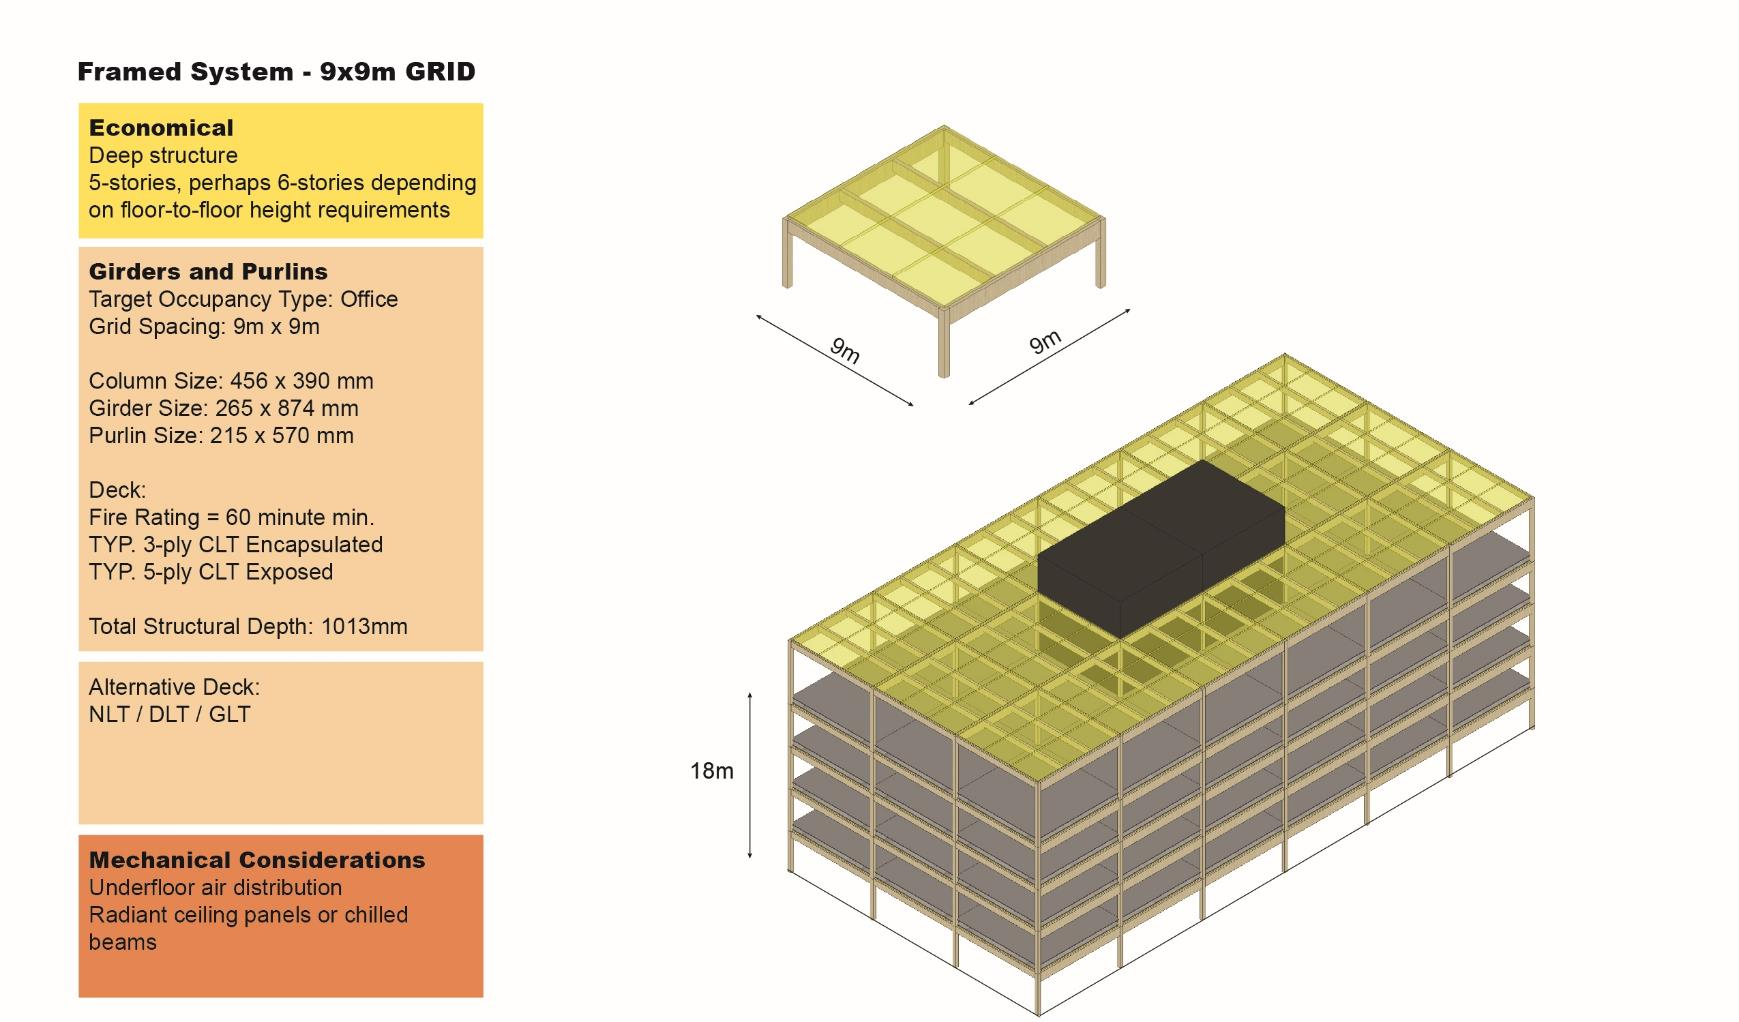 Framed System - 9x9m GRID
Economical
Deep structure
5-stories, perhaps 6-stories depending
on floor-to-floor height requirements
Girders and Purlins
Target Occupancy Type: Office
Grid Spacing: 9m x 9m
Column Size: 456 x 390 mm
Girder Size: 265 x 874 mm
Purlin Size: 215 x 570 mm
Deck:
Fire Rating = 60 minute min.
TYP. 3-ply CLT Encapsulated
TYP. 5-ply CLT Exposed
Total Structural Depth: 1013mm
Alternative Deck:
NLT / DLT / GLT
Mechanical Considerations
Underfloor air distribution
Radiant ceiling panels or chilled
beams
9m
9m
18m